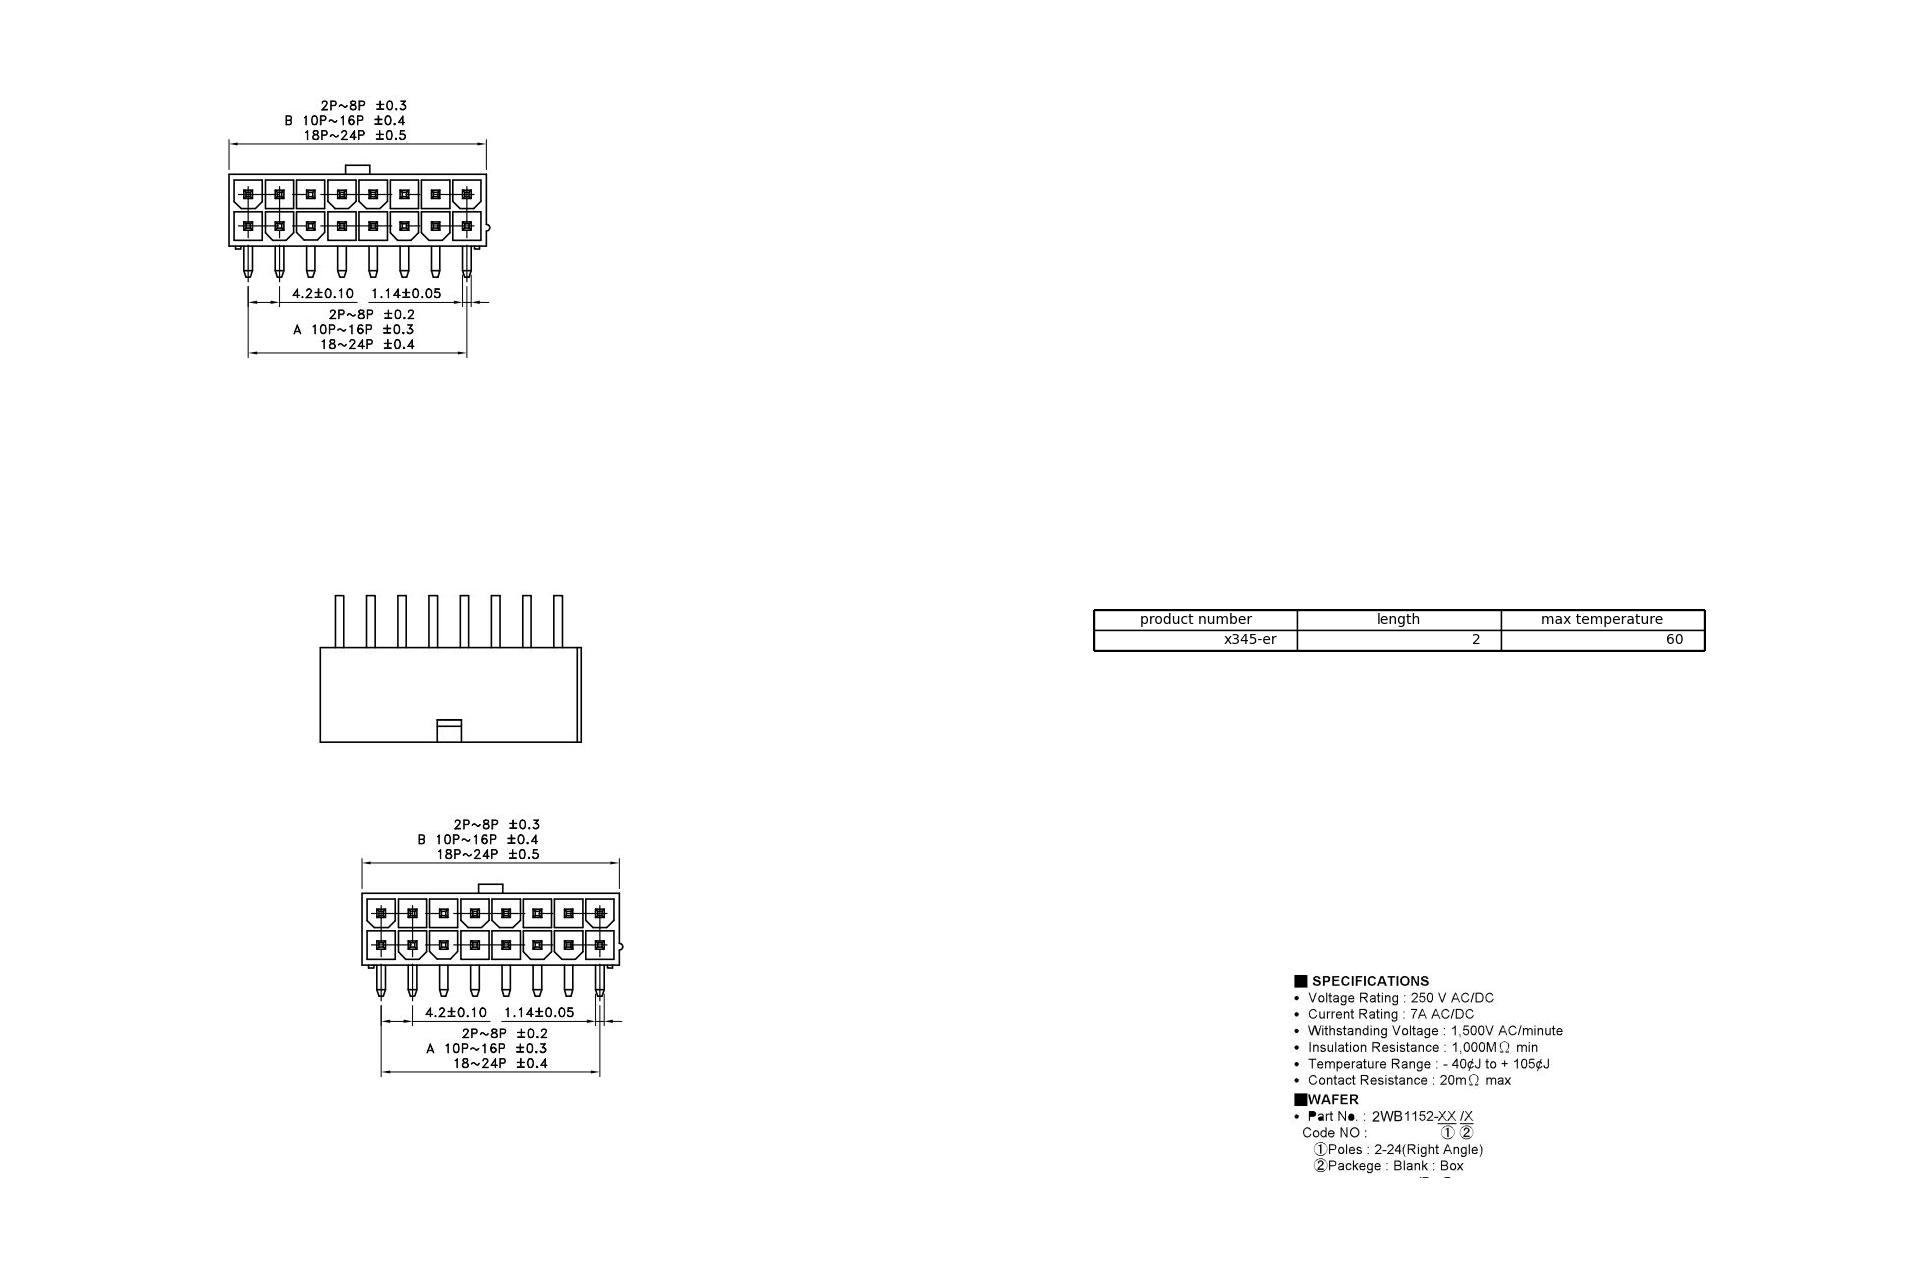 2P~8P ±0.3
B 10P~16P ±0.4
18P~24P ±0.5
4.2±0.10 1.14±0.05
2P~8P ±0.2
A 10P~16P ±0.3
18~24P ±0.4
product number length max temperature
x345-er 2 60
2P~8P ±0.3
B 10P~16P ±0.4
18P~24P ±0.5
4.2±0.10 1.14±0.05
2P~8P ±0.2
A 10P~16P ±0.3
18~24P ±0.4
■ SPECIFICATIONS
• Voltage Rating : 250 V AC/DC
• Current Rating : 7A AC/DC
• Withstanding Voltage : 1,500V AC/minute
• Insulation Resistance : 1,000MΩ min
• Temperature Range : - 40¢J to + 105¢J
• Contact Resistance : 20mΩ max
■WAFER
• Part No. : 2WB1152-XX /X
Code NO : ① ②
①Poles : 2-24(Right Angle)
②Packege : Blank : Box